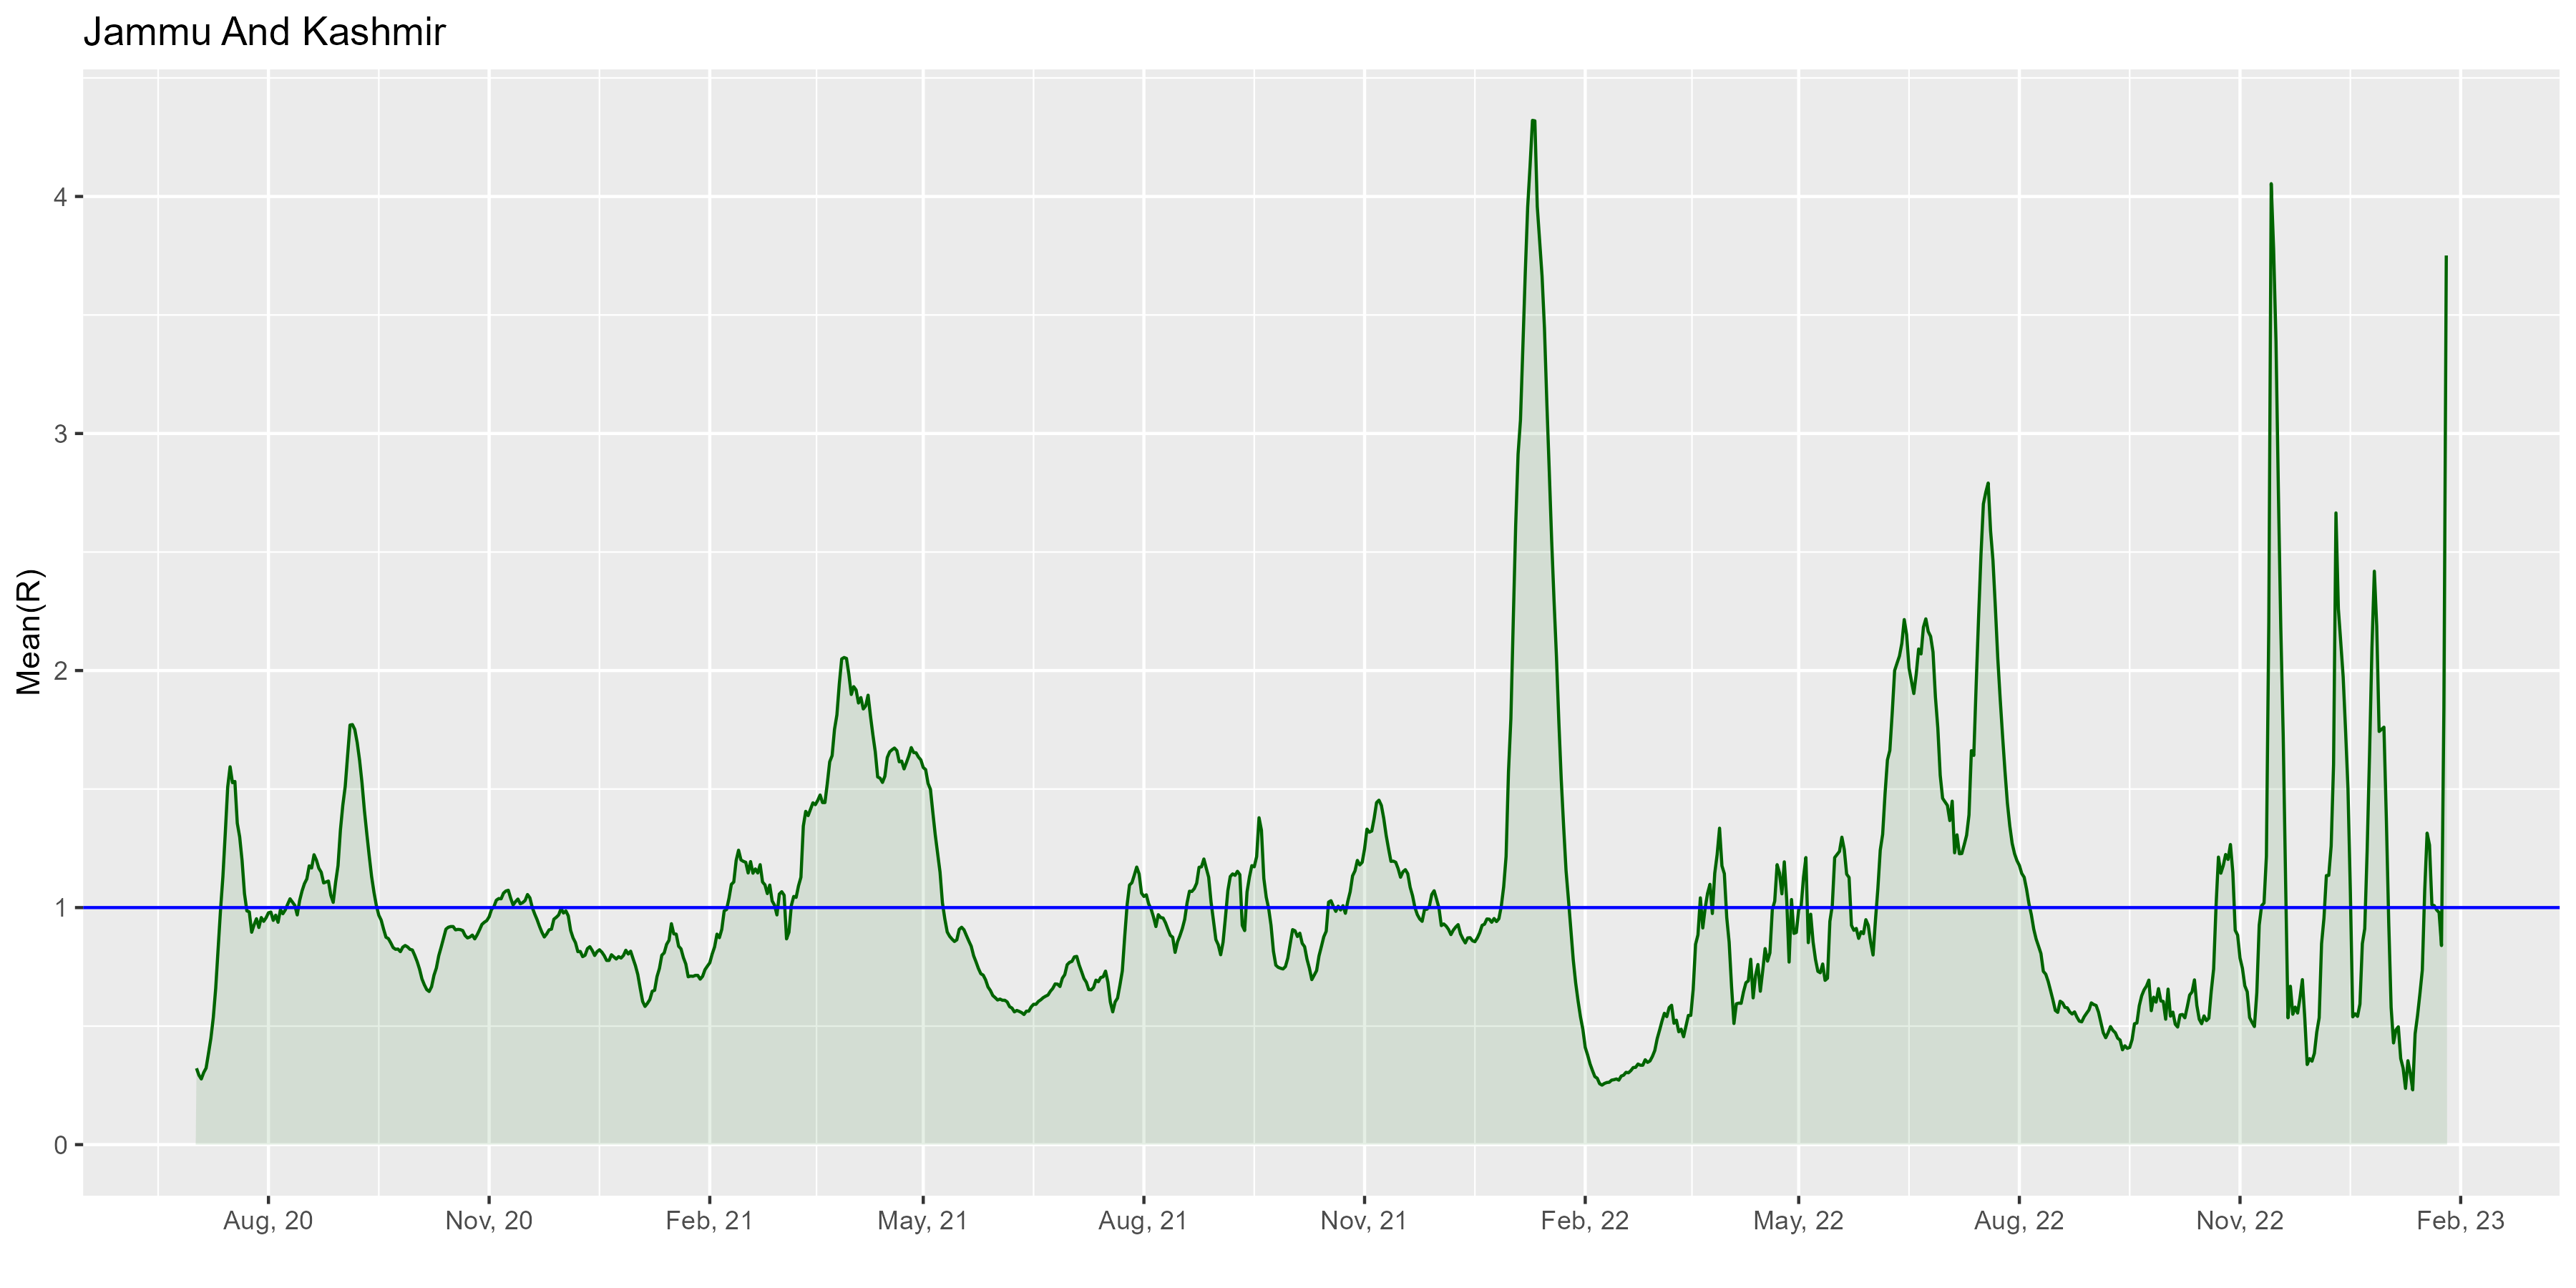 Jammu And Kashmir
Mean(R)
4
3
2
1
0
Aug, 20 Nov, 20 Feb, 21 May, 21 Aug, 21 Nov, 21 Feb, 22 May, 22 Aug, 22 Nov, 22 Feb, 23